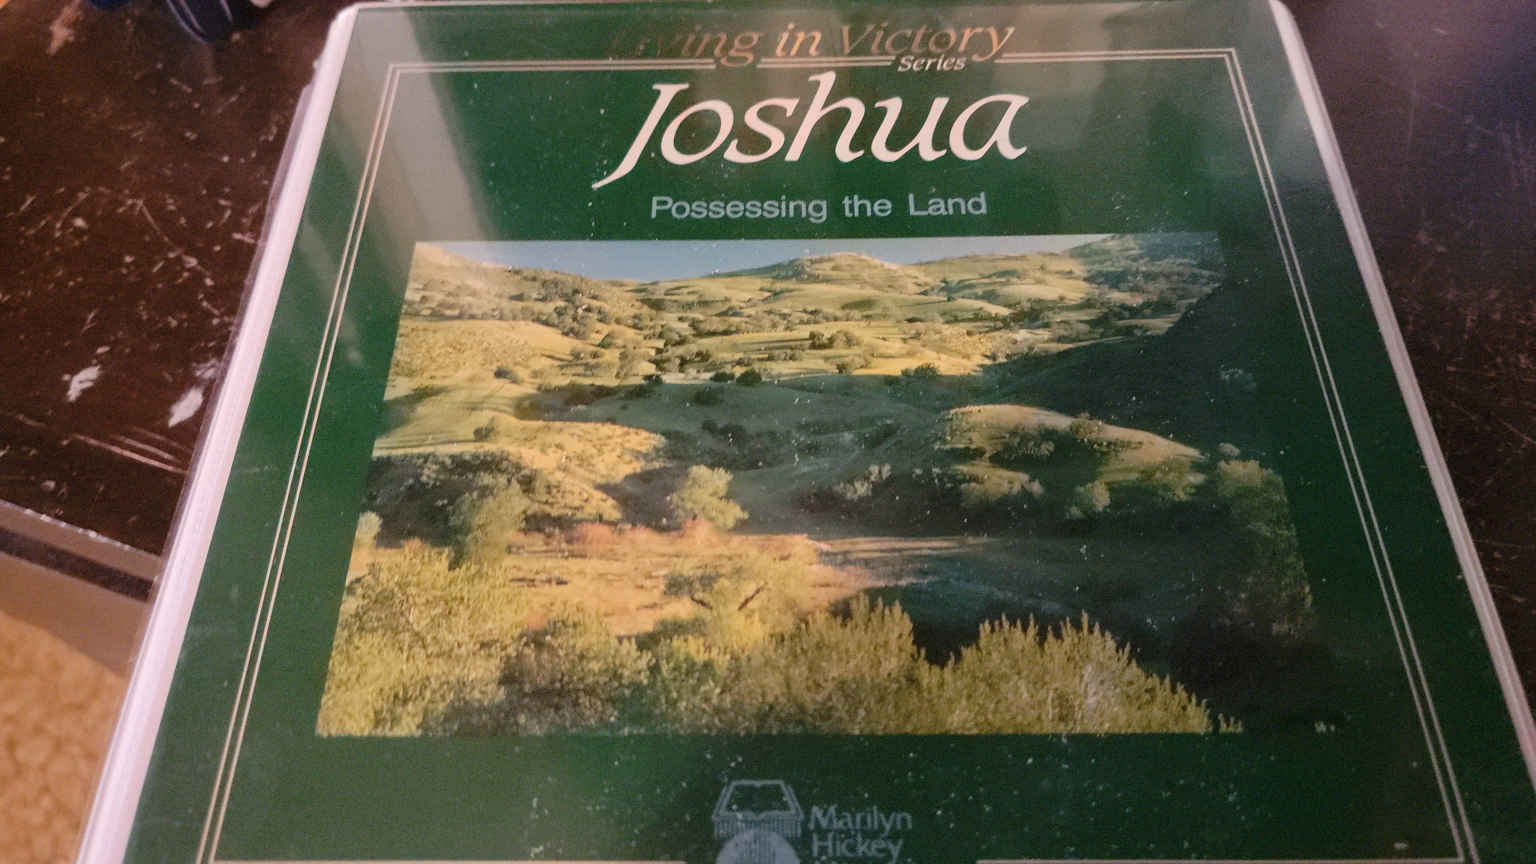 Living in Victory
Series
Joshua
Possessing the Land
Marilyn
Hickey